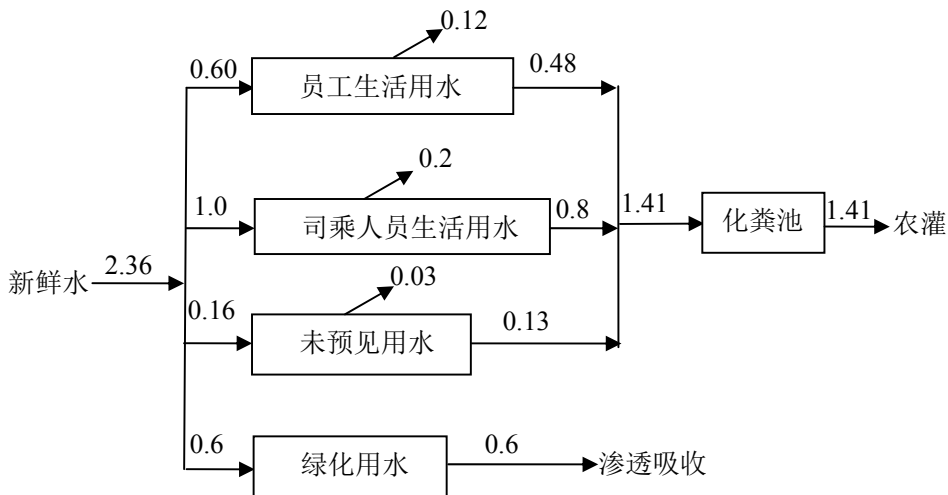 0.12
0.60
员工生活用水
0.48
0.2
1.0
司乘人员生活用水
0.8
1.41
化粪池
1.41
农灌
新鲜水
2.36
0.03
0.16
未预见用水
0.13
0.6
绿化用水
0.6
渗透吸收